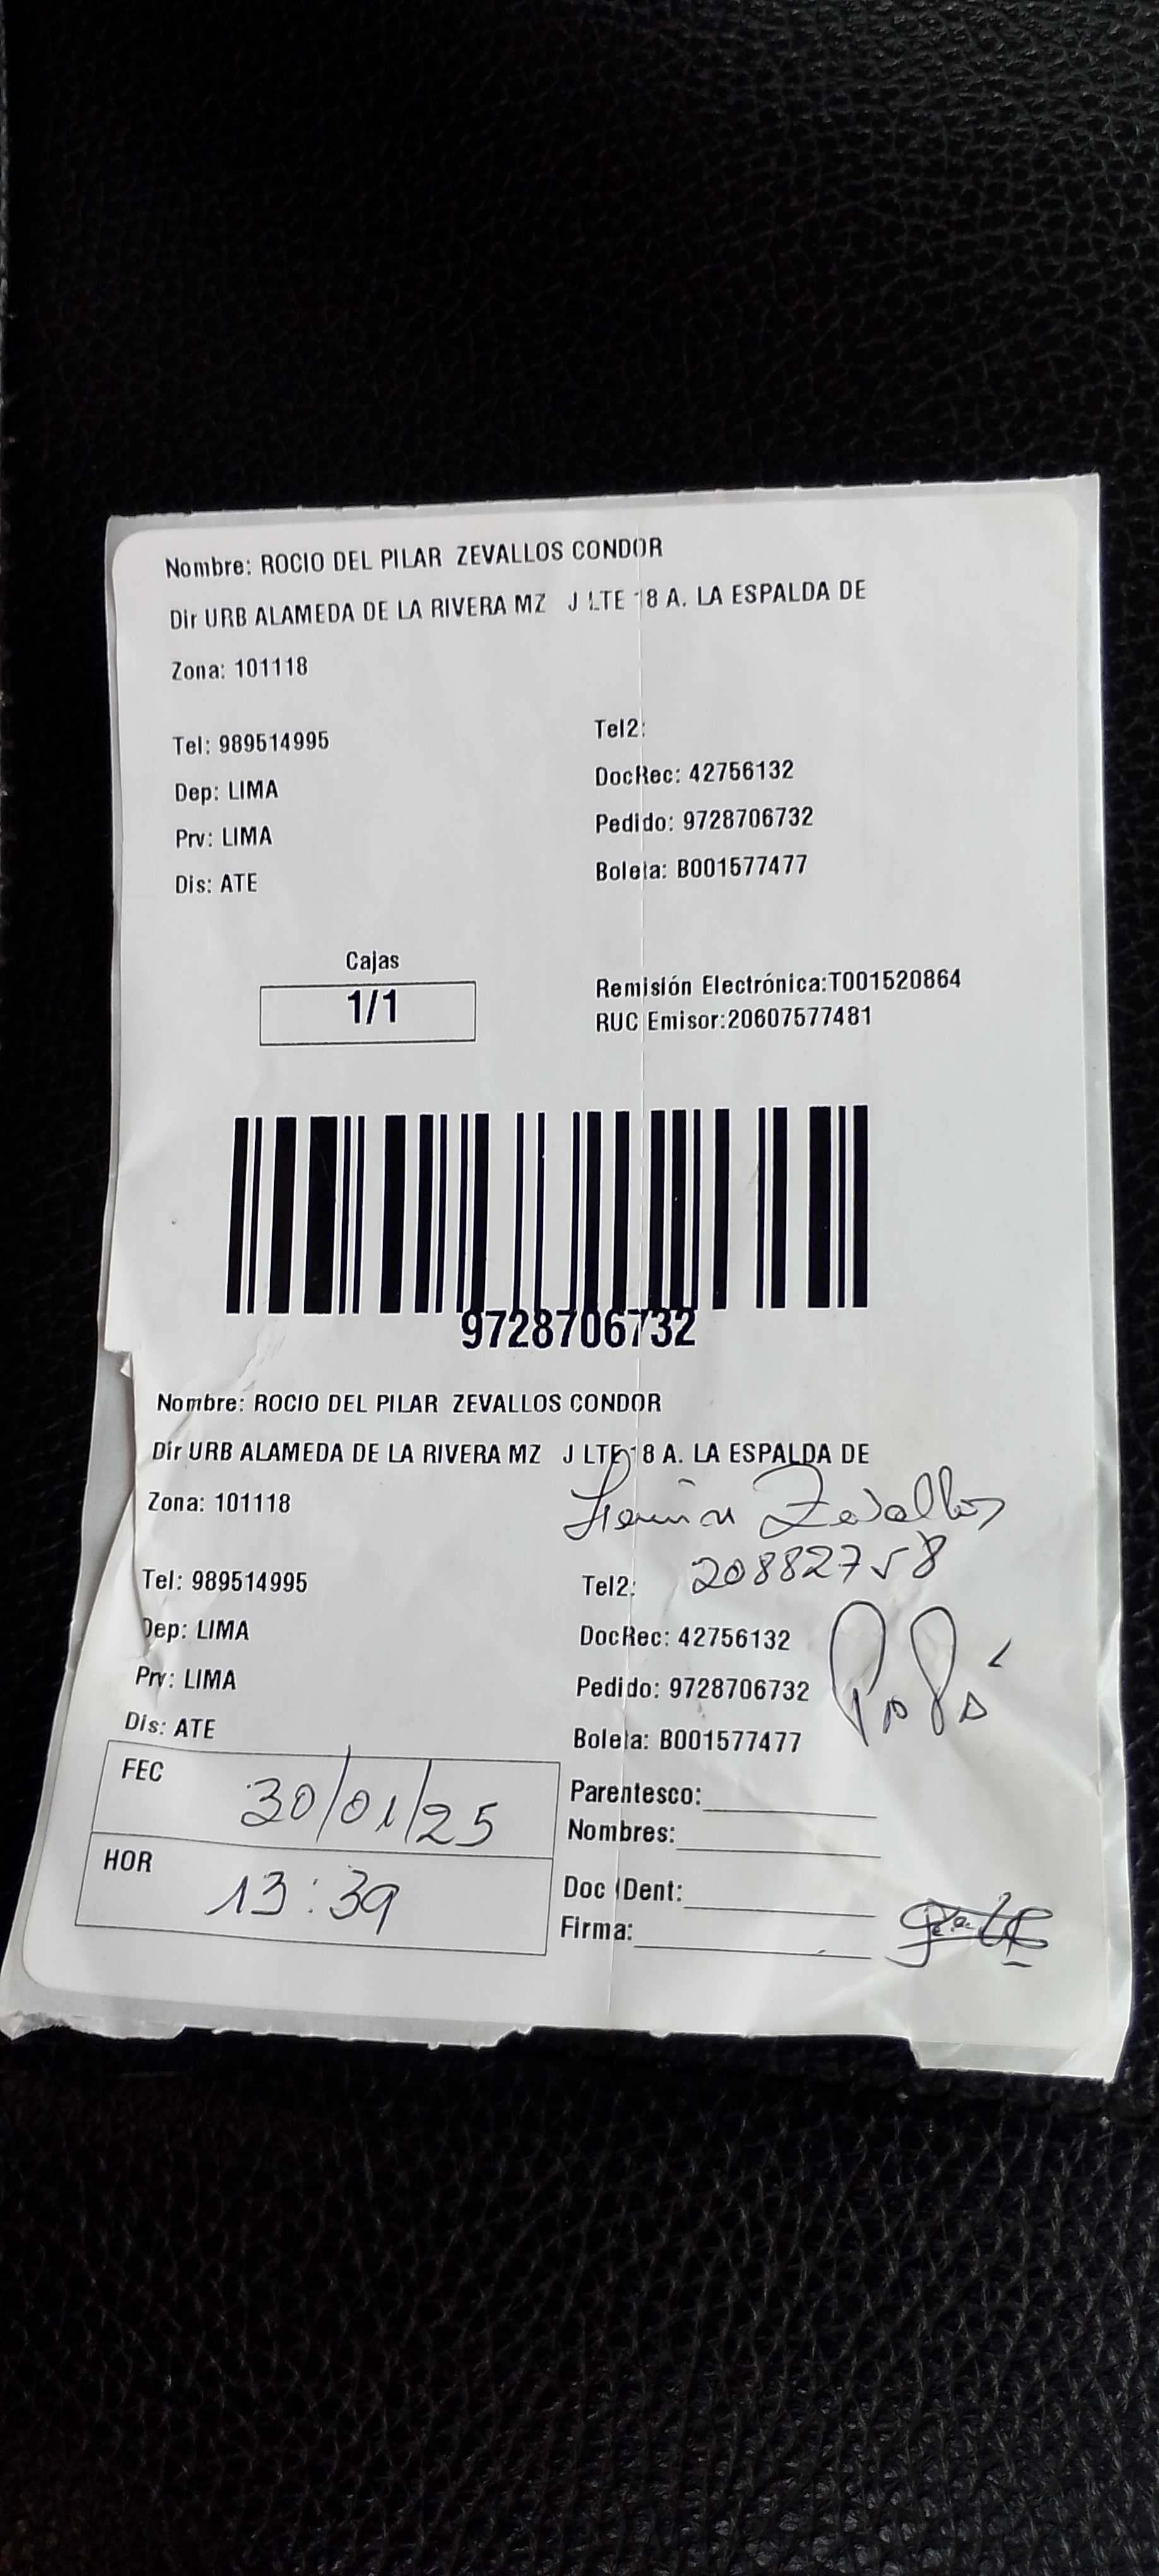 Nombre: ROCIO DEL PILAR ZEVALLOS CONDOR
Dir URB ALAMEDA DE LA RIVERA MZ J LTE 18 A. LA ESPALDA DE
Zona: 101118
Tel: 989514995 Tel2:
Dep: LIMA DocRec: 42756132
Prv: LIMA Pedido: 9728706732
Dis: ATE Boleta: B001577477
Cajas
1/1
Remisión Electrónica:T001520864
RUC Emisor:20607577481
9728706732
Nombre: ROCIO DEL PILAR ZEVALLOS CONDOR
Dir URB ALAMEDA DE LA RIVERA MZ J LTE 18 A. LA ESPALDA DE
Zona: 101118 Zevallos
Tel: 989514995 Tel2: 20882758
Dep: LIMA DocRec: 42756132
Prv: LIMA Pedido: 9728706732 Papá
Dis: ATE Boleta: B001577477
FEC 30/01/25 Parentesco:
Nombres:
HOR 13:39 Doc IDent:
Firma: